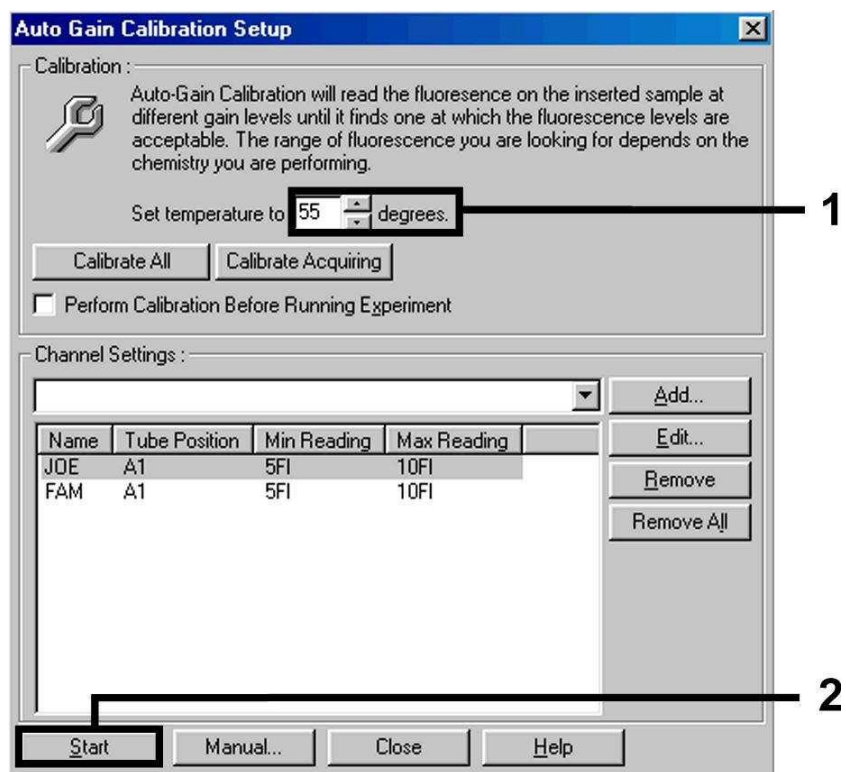 Auto Gain Calibration Setup
Calibration :
Auto-Gain Calibration will read the fluoresence on the inserted sample at
different gain levels until it finds one at which the fluorescence levels are
acceptable. The range of fluorescence you are looking for depends on the
chemistry you are performing.
Set temperature to 55 degrees.
1
Calibrate All Calibrate Acquiring
Perform Calibration Before Running Experiment
Channel Settings :
Add...
Name Tube Position Min Reading Max Reading Edit...
JOE A1 5Fl 10Fl
FAM A1 5Fl 10Fl
Remove
Remove All
2
Start Manual... Close Help